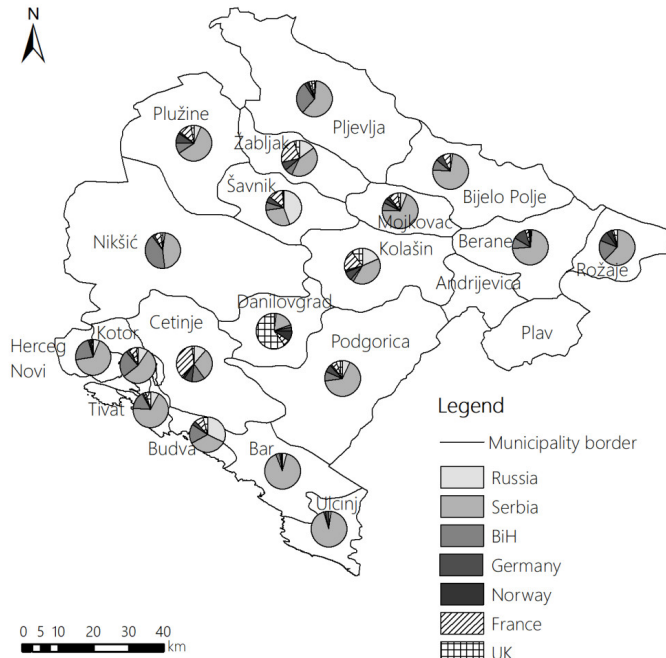 N
Plužine
Pljevlja
Žabljak
Šavnik
Bijelo Polje
Mojkovac
Nikšić
Kolašin
Berane
Rožaje
Andrijevica
Danilovgrad
Cetinje
Kotor
Herceg
Novi
Podgorica
Plav
Tivat
Budva
Bar
Ulcinj
Legend
Municipality border
Russia
Serbia
BiH
Germany
Norway
France
UK
0 5 10 20 30 40
km